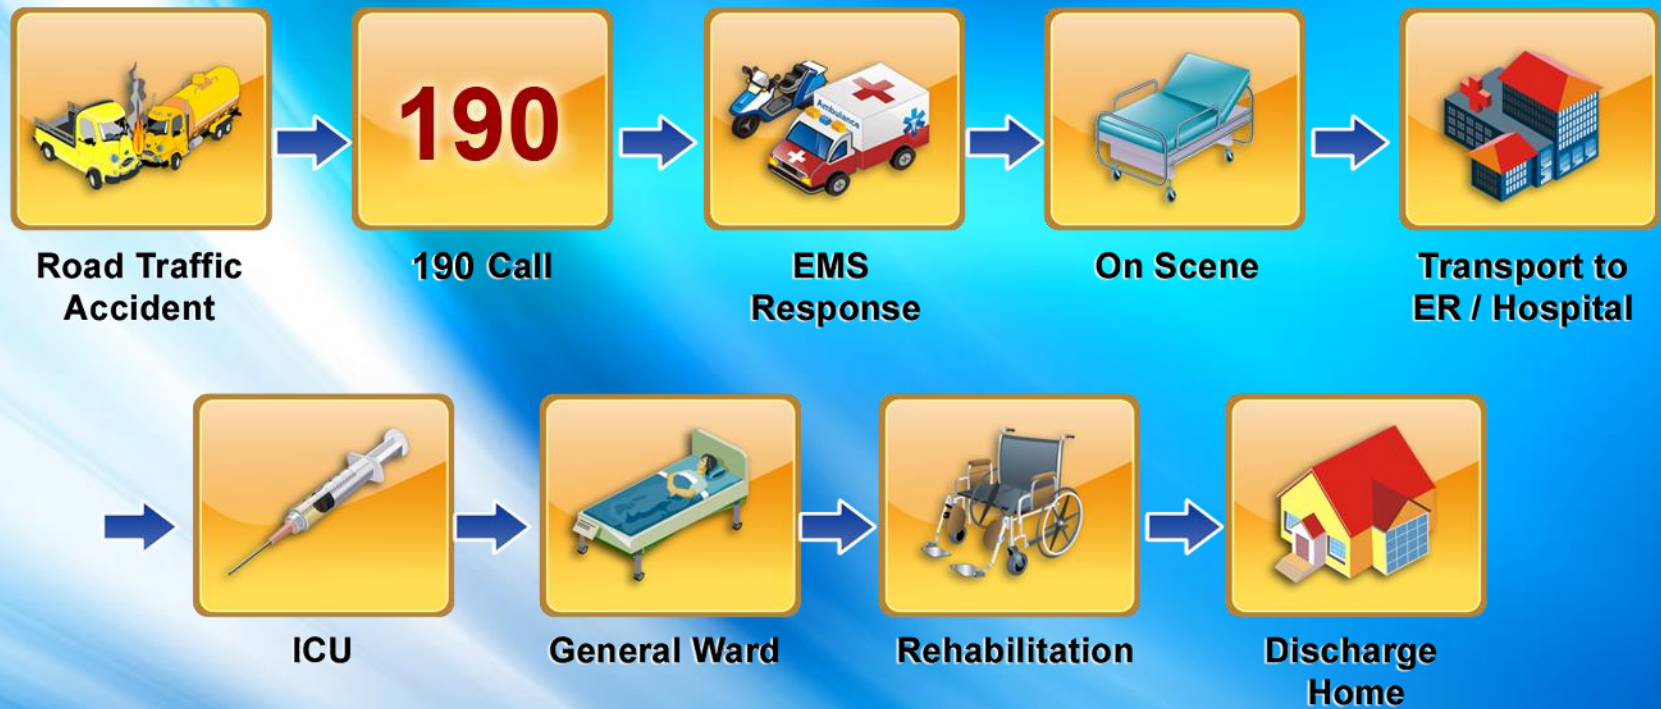 190
Ambulance
Road Traffic
Accident
190 Call
EMS
Response
On Scene
Transport to
ER / Hospital
ICU
General Ward
Rehabilitation
Discharge
Home